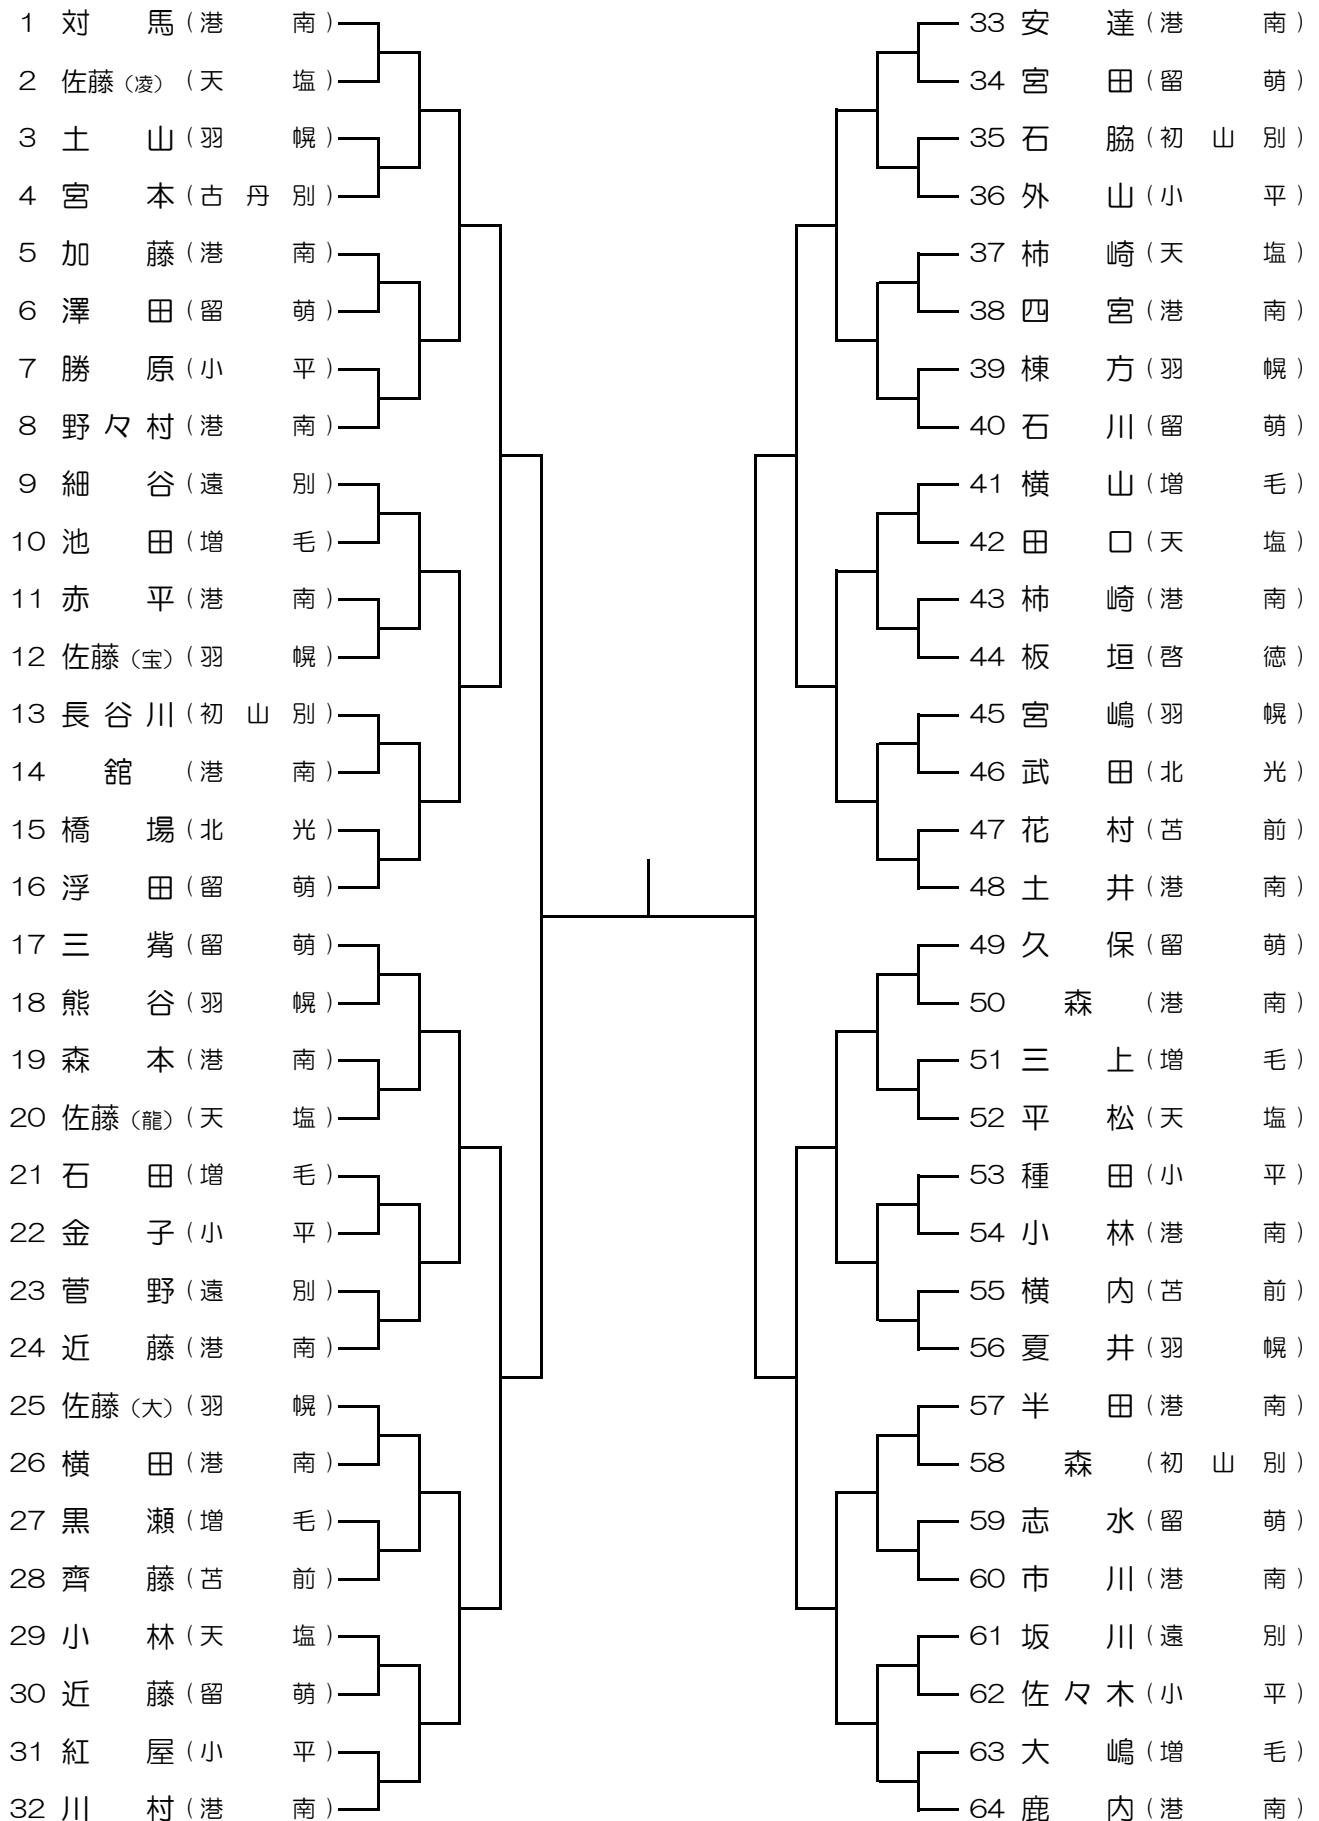 1 対馬(港南)
2 佐藤(凌)(天塩)
3 土山(羽幌)
4 宮本(古丹別)
5 加藤(港南)
6 澤田(留萌)
7 勝原(小平)
8 野々村(港南)
9 細谷(遠別)
10 池田(増毛)
11 赤平(港南)
12 佐藤(宝)(羽幌)
13 長谷川(初山別)
14 舘(港南)
15 橋場(北光)
16 浮田(留萌)
17 三觜(留萌)
18 熊谷(羽幌)
19 森本(港南)
20 佐藤(龍)(天塩)
21 石田(増毛)
22 金子(小平)
23 菅野(遠別)
24 近藤(港南)
25 佐藤(大)(羽幌)
26 横田(港南)
27 黒瀬(増毛)
28 齊藤(苫前)
29 小林(天塩)
30 近藤(留萌)
31 紅屋(小平)
32 川村(港南)
33 安達(港南)
34 宮田(留萌)
35 石脇(初山別)
36 外山(小平)
37 柿崎(天塩)
38 四宮(港南)
39 棟方(羽幌)
40 石川(留萌)
41 横山(増毛)
42 田口(天塩)
43 柿崎(港南)
44 板垣(啓徳)
45 宮嶋(羽幌)
46 武田(北光)
47 花村(苫前)
48 土井(港南)
49 久保(留萌)
50 森(港南)
51 三上(増毛)
52 平松(天塩)
53 種田(小平)
54 小林(港南)
55 横内(苫前)
56 夏井(羽幌)
57 半田(港南)
58 森(初山別)
59 志水(留萌)
60 市川(港南)
61 坂川(遠別)
62 佐々木(小平)
63 大嶋(増毛)
64 鹿内(港南)